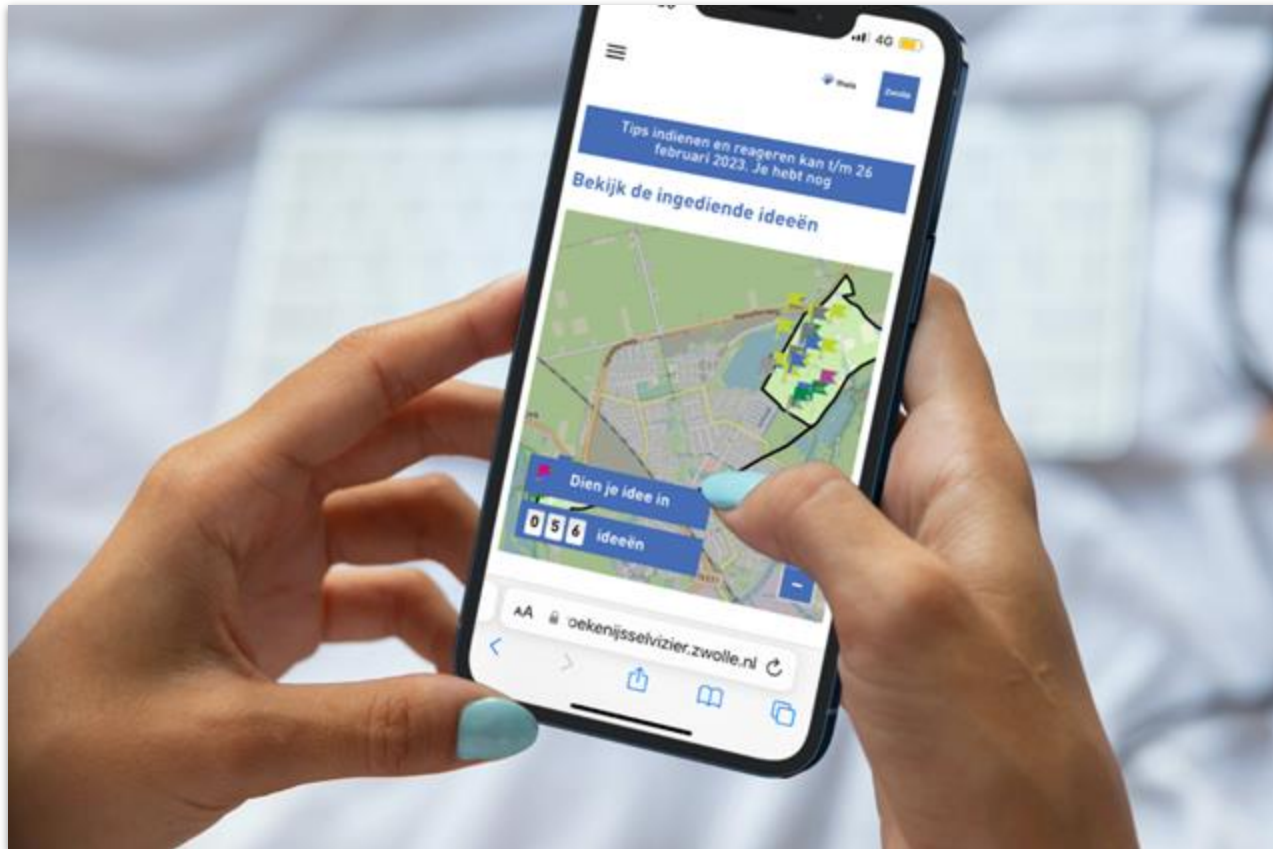 4G
thuis
Zwolle
Tips indienen en reageren kan t/m 26
februari 2023. Je hebt nog
Bekijk de ingediende ideeën
Dien je idee in
0 5 6 ideeën
−
AA oekenijsselvizier.zwolle.nl